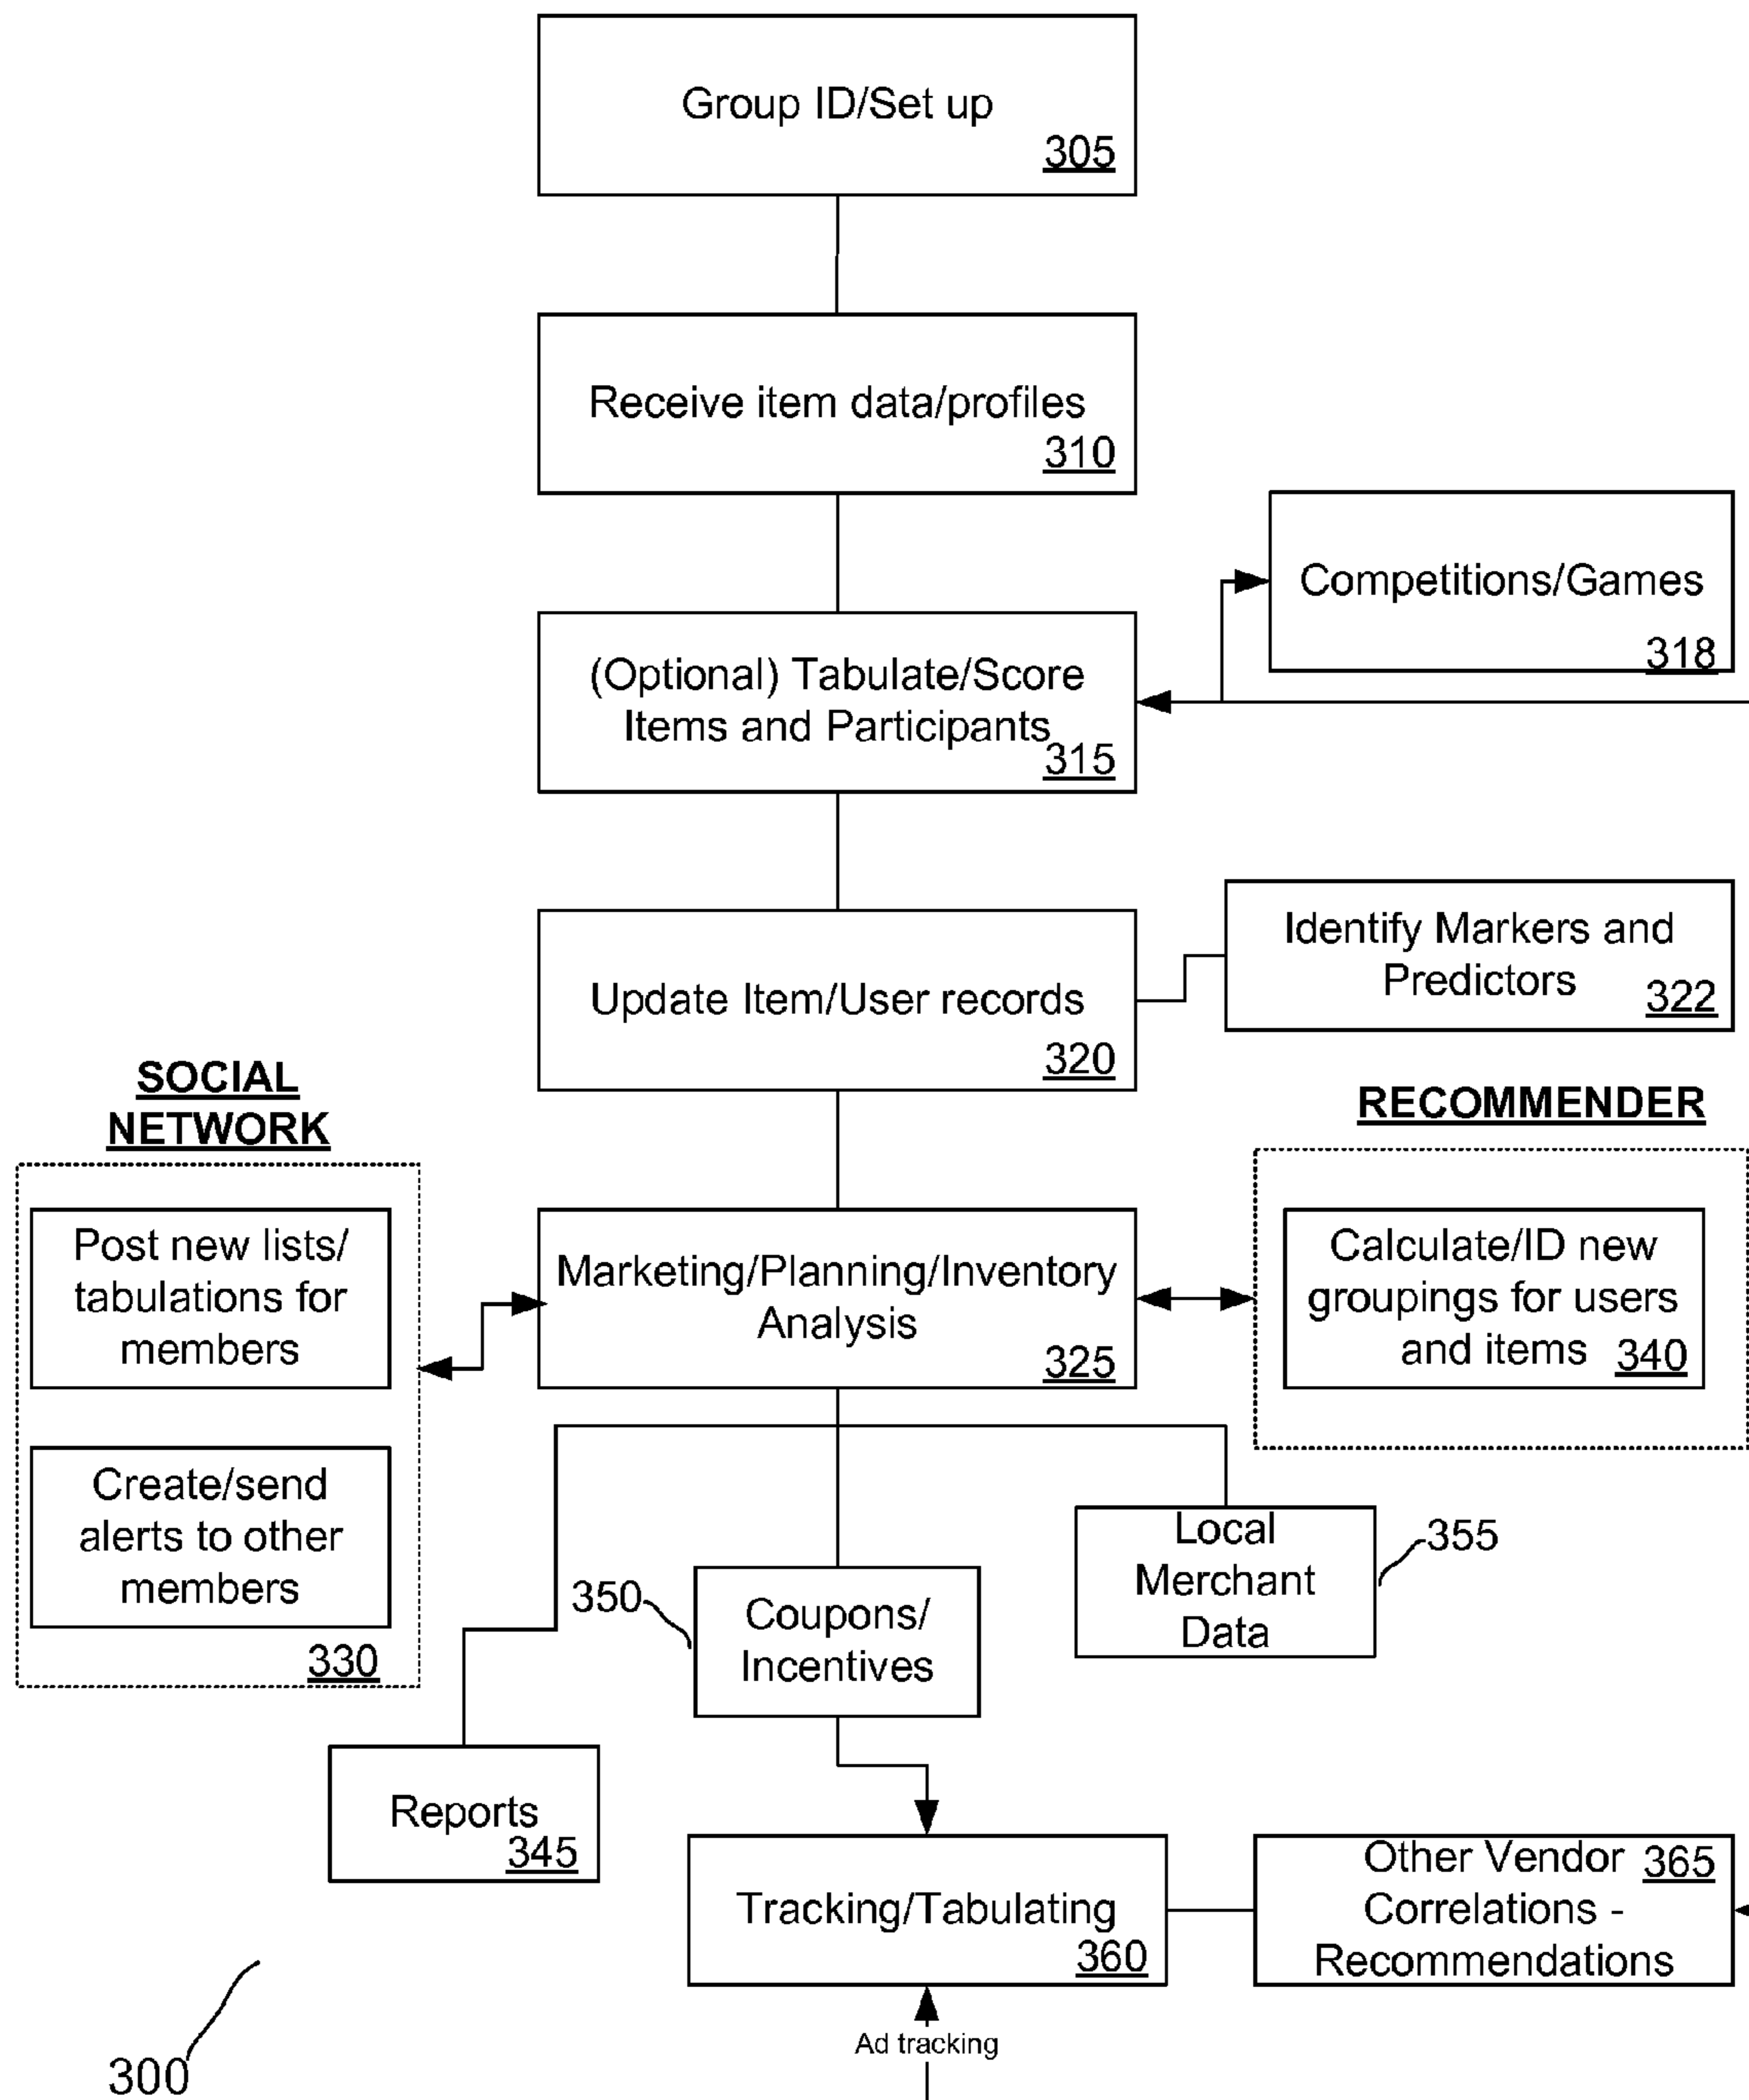 Group ID/Set up
305
Receive item data/profiles
310
Competitions/Games
318
(Optional) Tabulate/Score
Items and Participants
315
Identify Markers and
Predictors
322
Update Item/User records
320
SOCIAL
NETWORK
RECOMMENDER
Post new lists/
tabulations for
members
Marketing/Planning/Inventory
Analysis
325
Calculate/ID new
groupings for users
and items 340
Create/send
alerts to other
members
330
Local
Merchant
Data
355
350
Coupons/
Incentives
Reports
345
Tracking/Tabulating
360
Other Vendor 365
Correlations -
Recommendations
Ad tracking
300